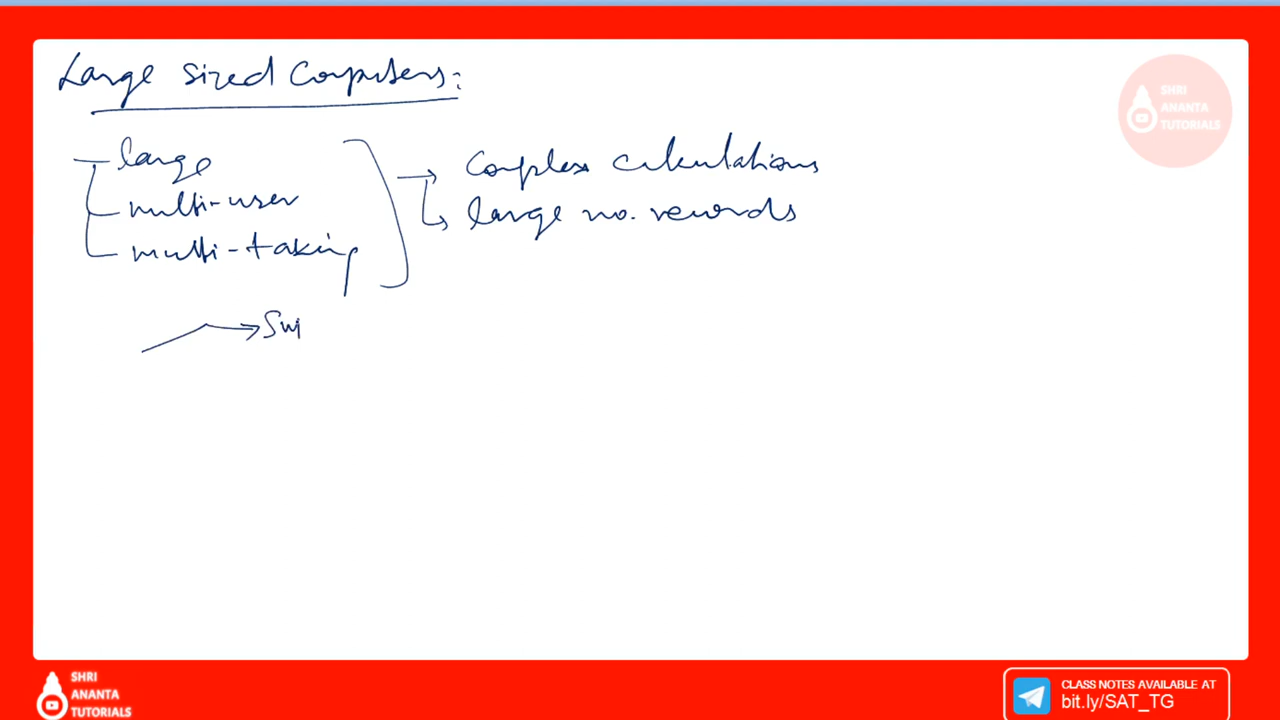 Large sized Computers:
large
multi-user
multi-taking
Complex calculations
large no. records
SHRI
ANANTA
TUTORIALS
SHRI
ANANTA
TUTORIALS
CLASS NOTES AVAILABLE AT
bit.ly/SAT_TG